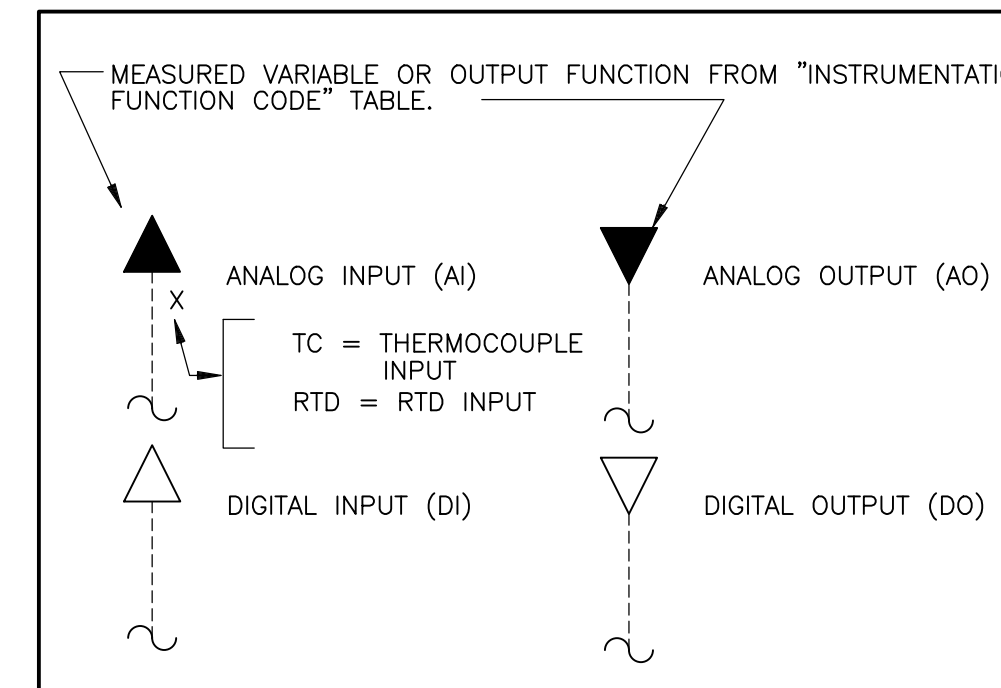 MEASURED VARIABLE OR OUTPUT FUNCTION FROM "
FUNCTION CODE" TABLE.
ANALOG INPUT (AI)
ANALOG OUTPUT (AO)
X
TC = THERMOCOUPLE
INPUT
RTD = RTD INPUT
DIGITAL INPUT (DI)
DIGITAL OUTPUT (DO)